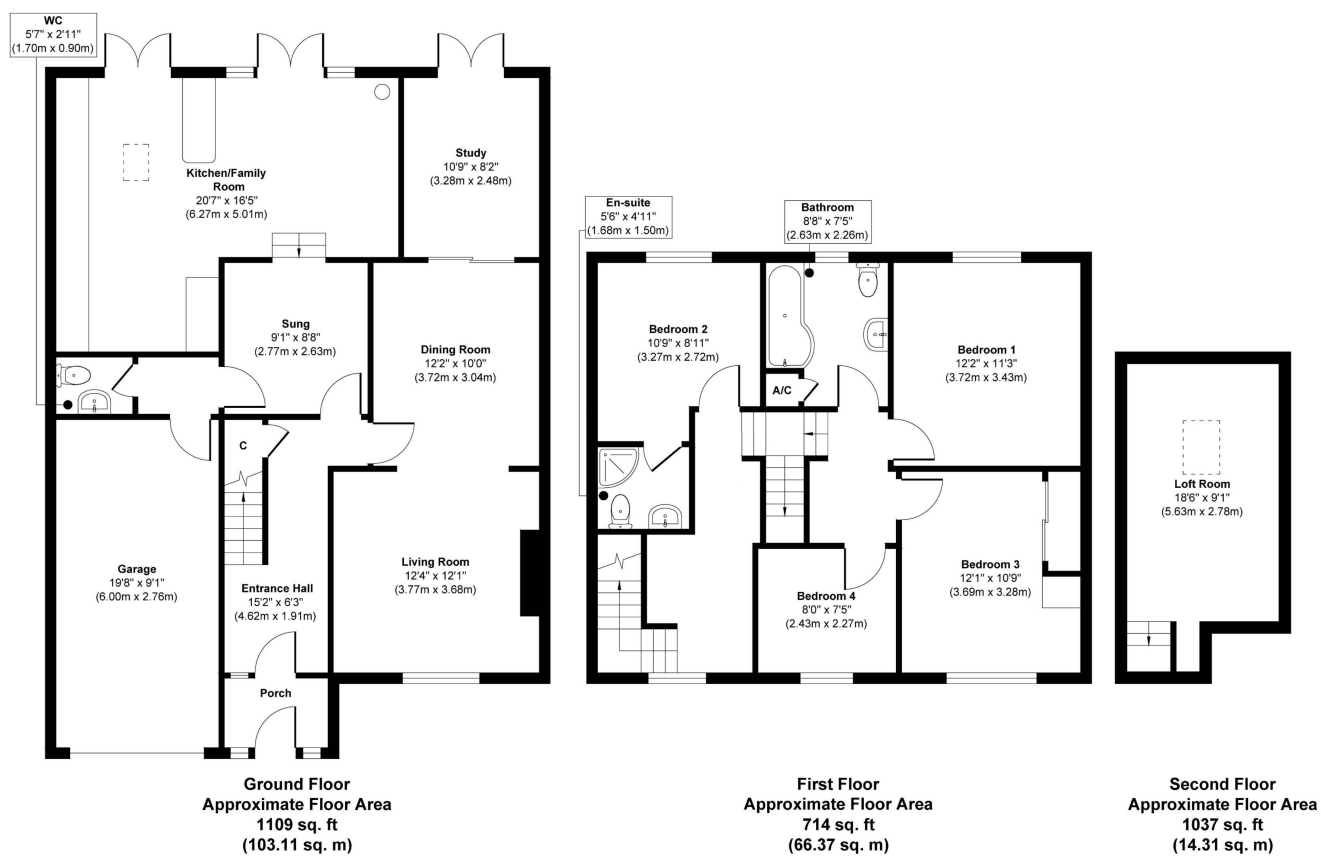 WC
5'7" x 2'11"
(1.70m x 0.90m)
Kitchen/Family
Room
20'7" x 16'5"
(6.27m x 5.01m)
Study
10'9" x 8'2"
(3.28m x 2.48m)
Sung
9'1" x 8'8"
(2.77m x 2.63m)
Dining Room
12'2" x 10'0"
(3.72m x 3.04m)
C
Garage
19'8" x 9'1"
(6.00m x 2.76m)
Entrance Hall
15'2" x 6'3"
(4.62m x 1.91m)
Living Room
12'4" x 12'1"
(3.77m x 3.68m)
Porch
Ground Floor
Approximate Floor Area
1109 sq. ft
(103.11 sq. m)
En-suite
5'6" x 4'11"
(1.68m x 1.50m)
Bathroom
8'8" x 7'5"
(2.63m x 2.26m)
Bedroom 2
10'9" x 8'11"
(3.27m x 2.72m)
A/C
Bedroom 1
12'2" x 11'3"
(3.72m x 3.43m)
Bedroom 4
8'0" x 7'5"
(2.43m x 2.27m)
Bedroom 3
12'1" x 10'9"
(3.69m x 3.28m)
First Floor
Approximate Floor Area
714 sq. ft
(66.37 sq. m)
Loft Room
18'6" x 9'1"
(5.63m x 2.78m)
Second Floor
Approximate Floor Area
1037 sq. ft
(14.31 sq. m)